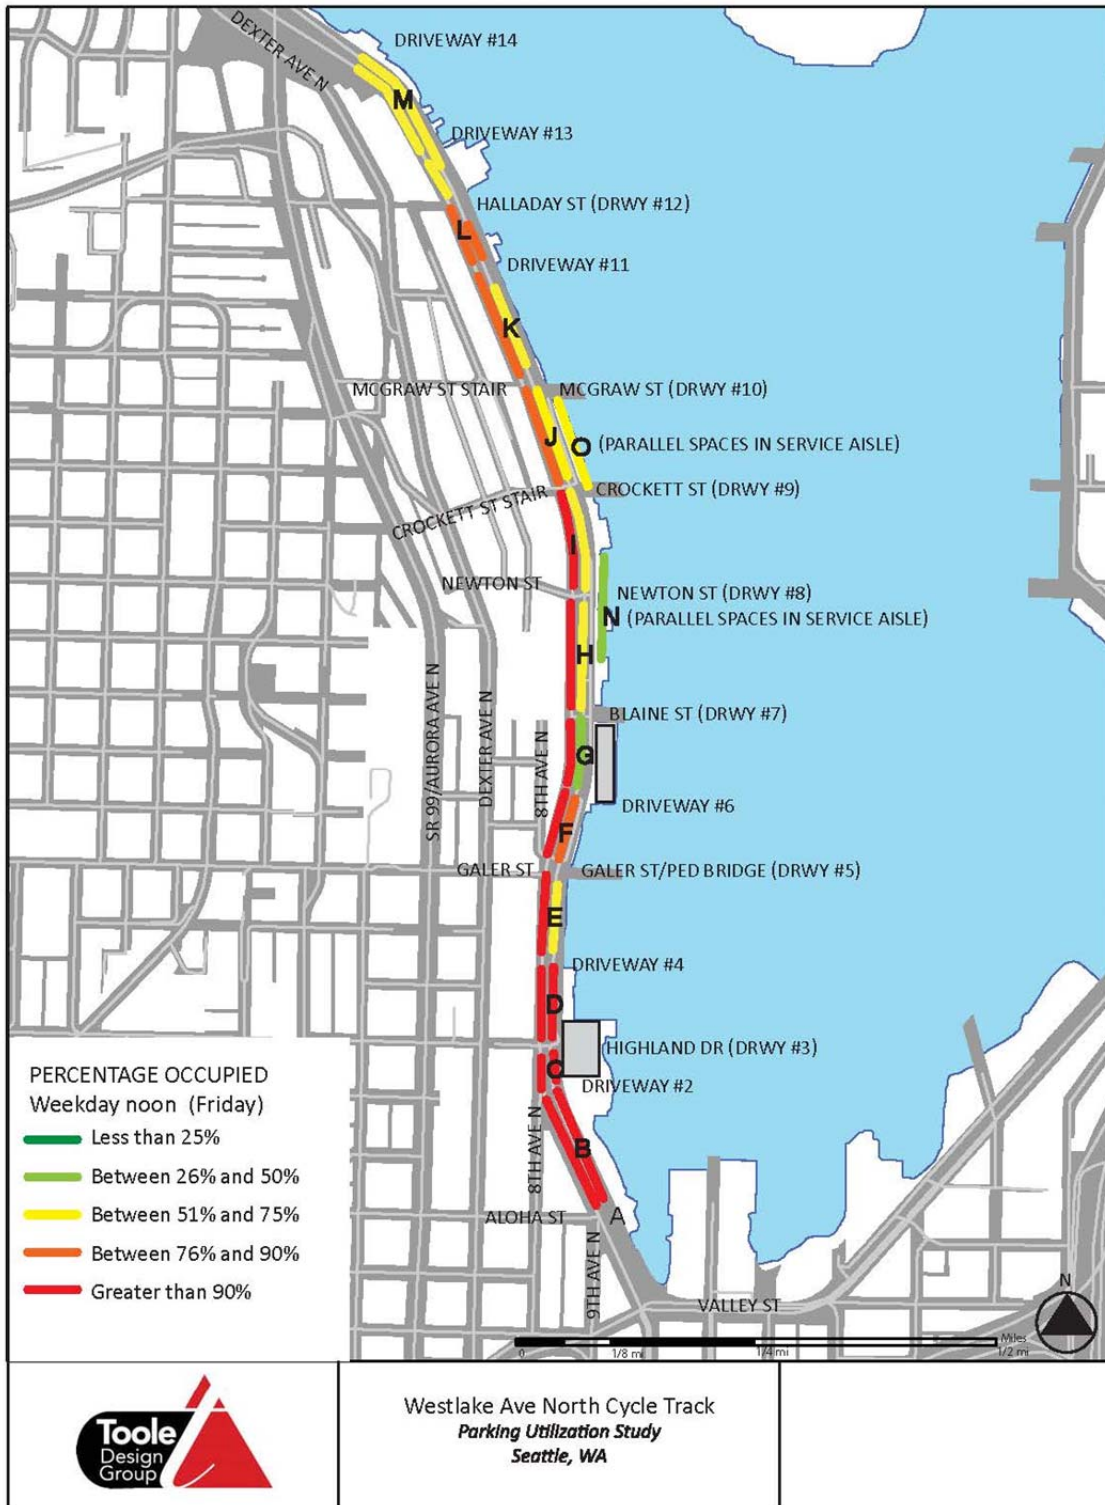 DEXTER AVE N
DRIVEWAY #14
M
DRIVEWAY #13
HALLADAY ST (DRWY #12)
L
DRIVEWAY #11
K
MCGRAW ST STAIR
MCGRAW ST (DRWY #10)
J
O (PARALLEL SPACES IN SERVICE AISLE)
CROCKETT ST (DRWY #9)
CROCKETT ST STAIR
I
NEWTON ST
NEWTON ST (DRWY #8)
N (PARALLEL SPACES IN SERVICE AISLE)
H
SR 99/AURORA AVE N
DEXTER AVE N
8TH AVE N
BLAINE ST (DRWY #7)
G
DRIVEWAY #6
F
GALER ST
GALER ST/PED BRIDGE (DRWY #5)
E
DRIVEWAY #4
D
HIGHLAND DR (DRWY #3)
C
DRIVEWAY #2
8TH AVE N
B
ALOHA ST
A
9TH AVE N
VALLEY ST
PERCENTAGE OCCUPIED
Weekday noon (Friday)
Less than 25%
Between 26% and 50%
Between 51% and 75%
Between 76% and 90%
Greater than 90%
N
Miles
0 1/8 mi 1/4 mi 1/2 mi
Toole
Design
Group
Westlake Ave North Cycle Track
Parking Utilization Study
Seattle, WA